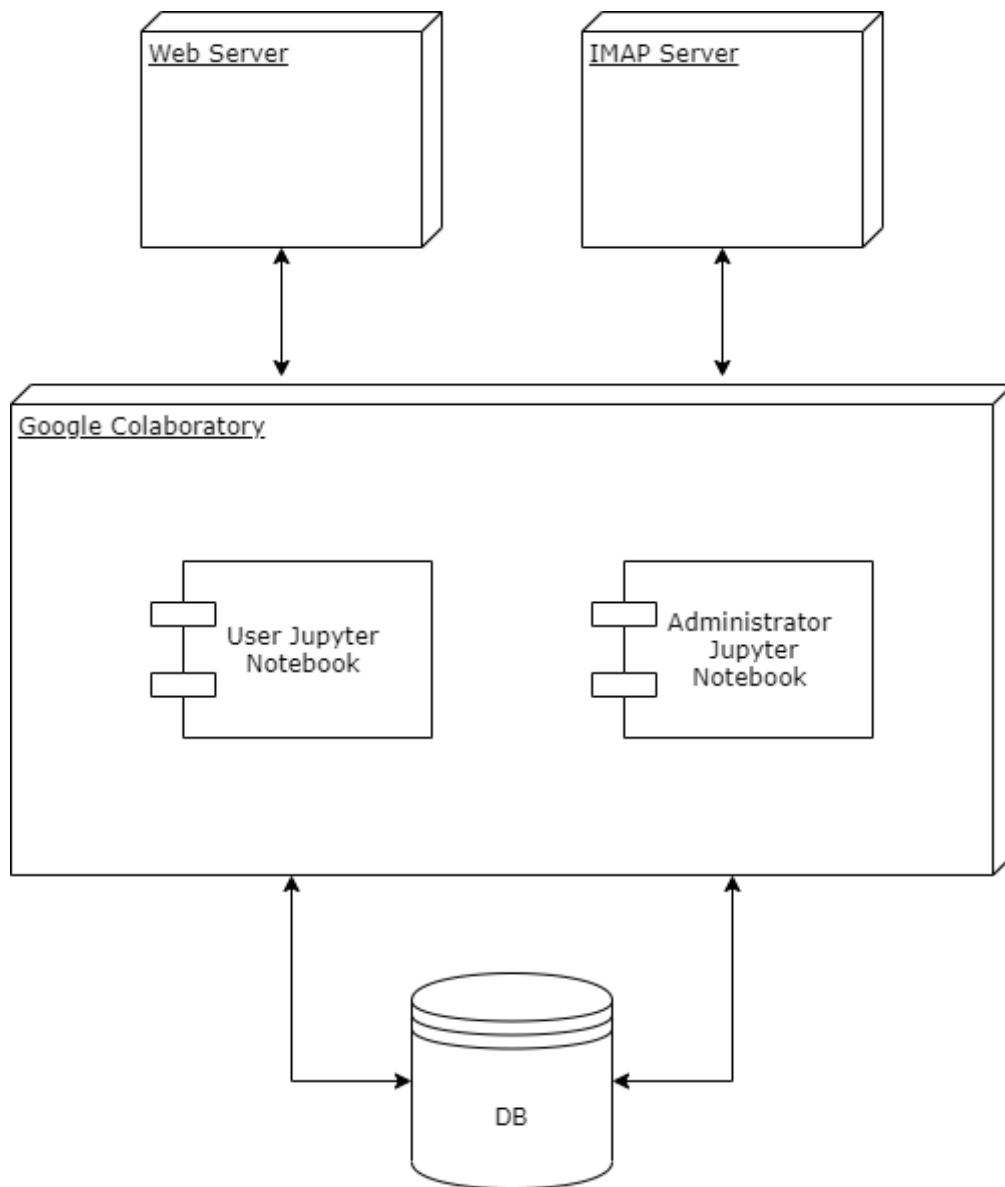 Web Server
IMAP Server
Google Colaboratory
User Jupyter
Notebook
Administrator
Jupyter
Notebook
DB